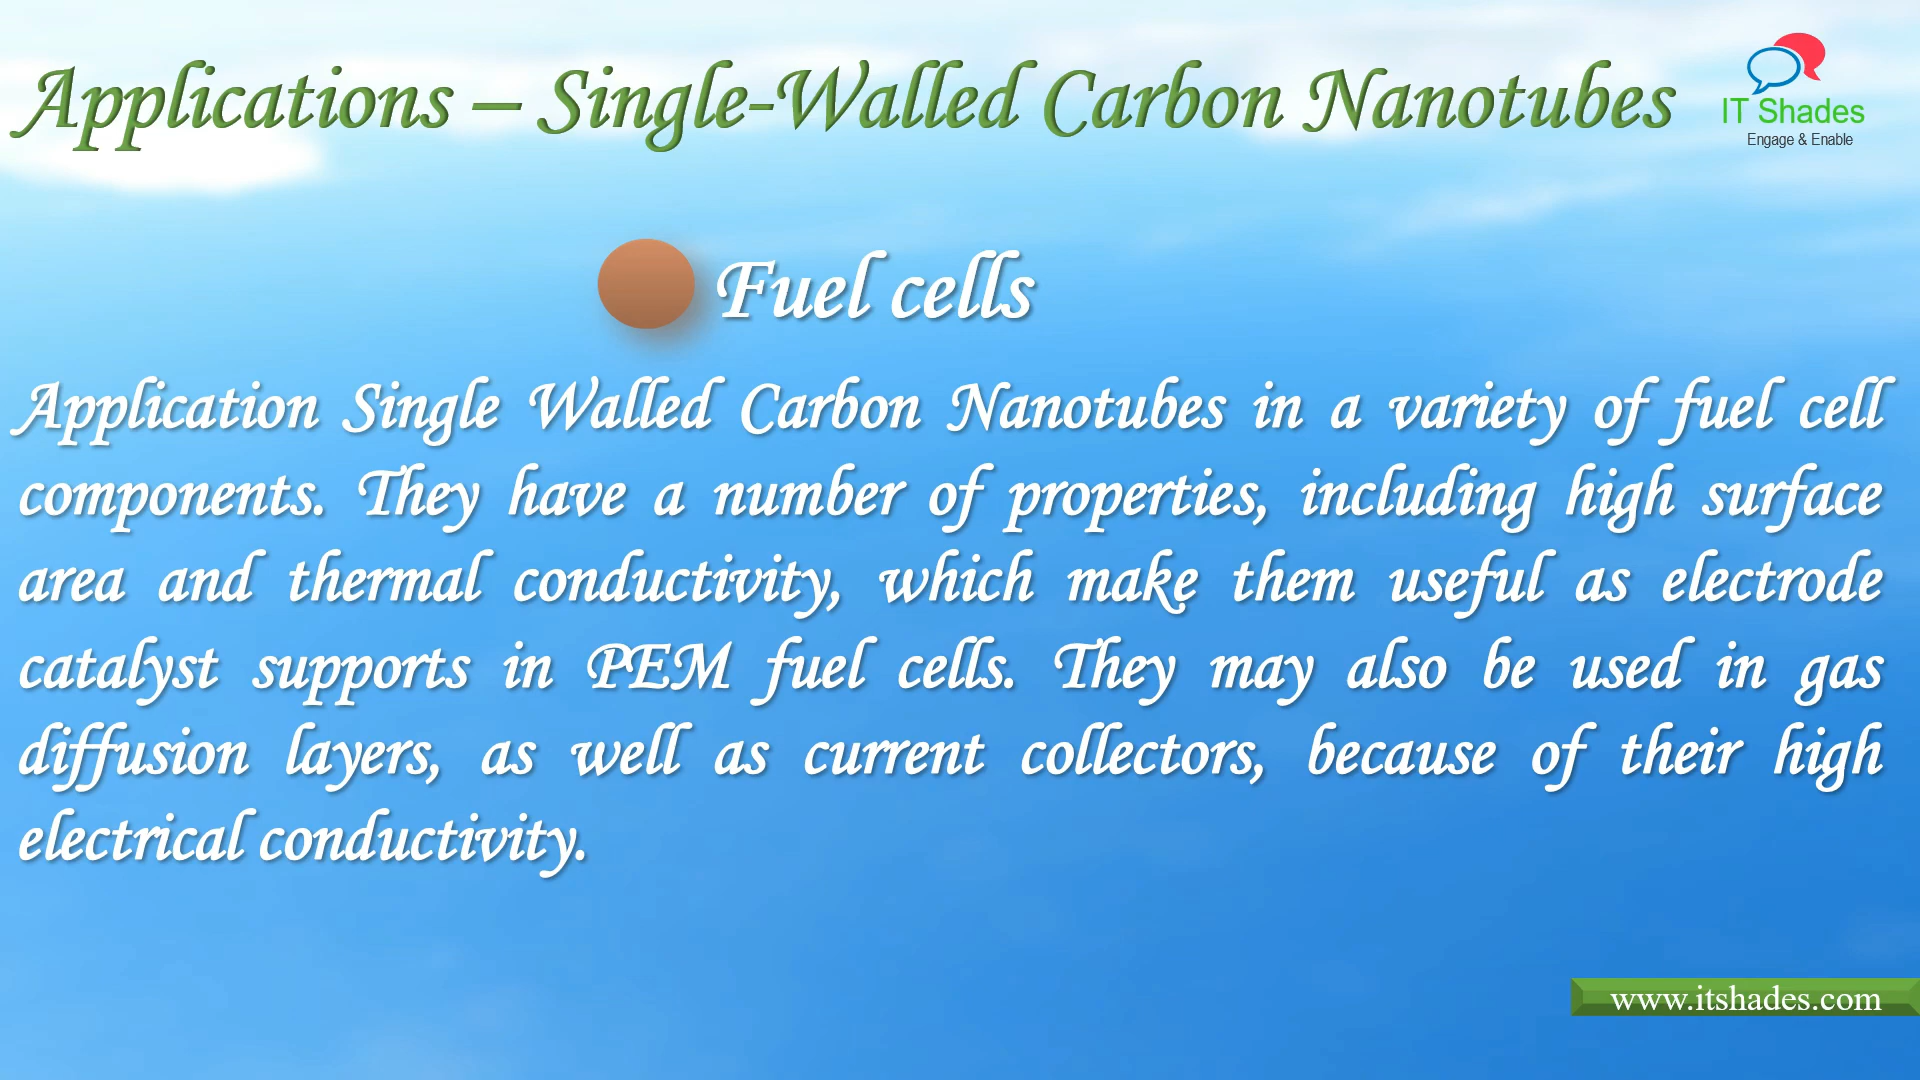 Applications – Single-Walled Carbon Nanotubes
IT Shades
Engage & Enable
Fuel cells
Application Single Walled Carbon Nanotubes in a variety of fuel cell
components. They have a number of properties, including high surface
area and thermal conductivity, which make them useful as electrode
catalyst supports in PEM fuel cells. They may also be used in gas
diffusion layers, as well as current collectors, because of their high
electrical conductivity.
www.itshades.com